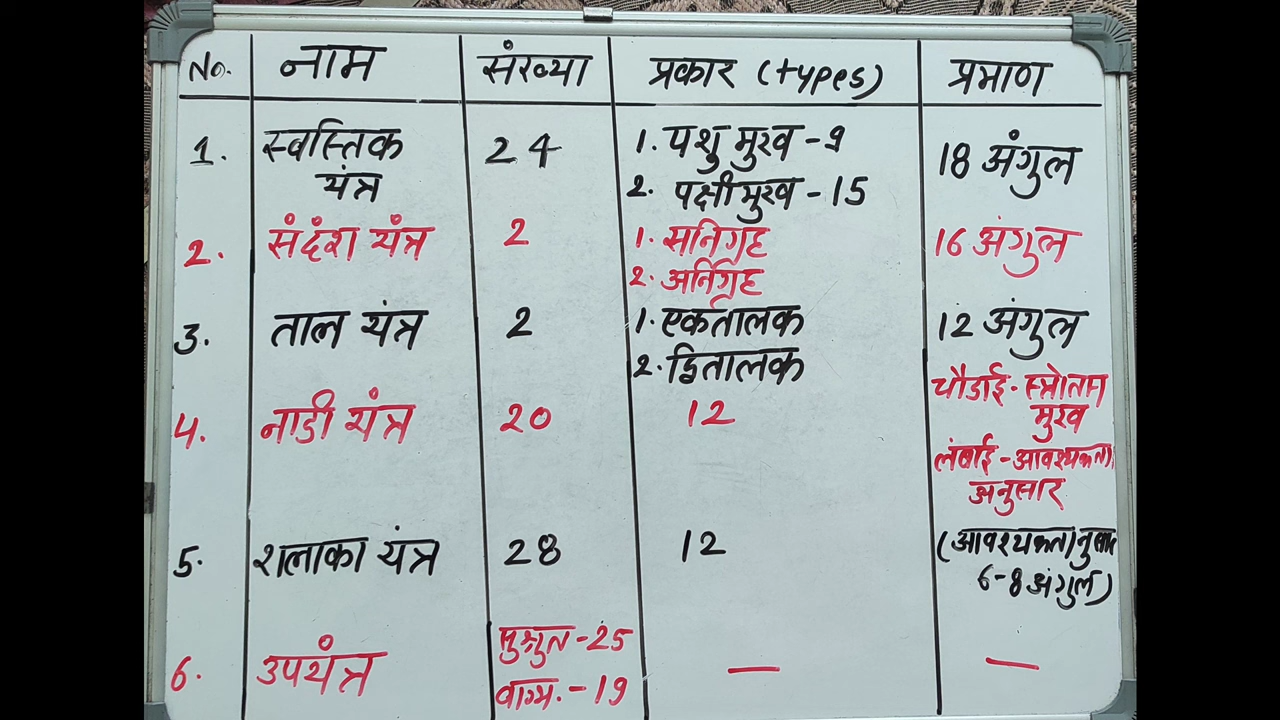 No. नाम संख्या प्रकार (types) प्रमाण
1. स्वस्तिक यंत्र 24 1. पशु मुख - 9 18 अंगुल
2. पक्षीमुख - 15
2. संदंश यंत्र 2 1. सनिग्रह 16 अंगुल
2. अनिग्रह
3. ताल यंत्र 2 1. एकतालक 12 अंगुल
2. द्वितालक
4. नाडी यंत्र 20 12 चौडाई - स्त्रोतस
मुख
लंबाई - आवश्यकता
अनुसार
5. शलाका यंत्र 28 12 (आवश्यकतानुसार
6-8 अंगुल)
6. उपयंत्र सुश्रुत - 25 — —
वाग्भ. - 19